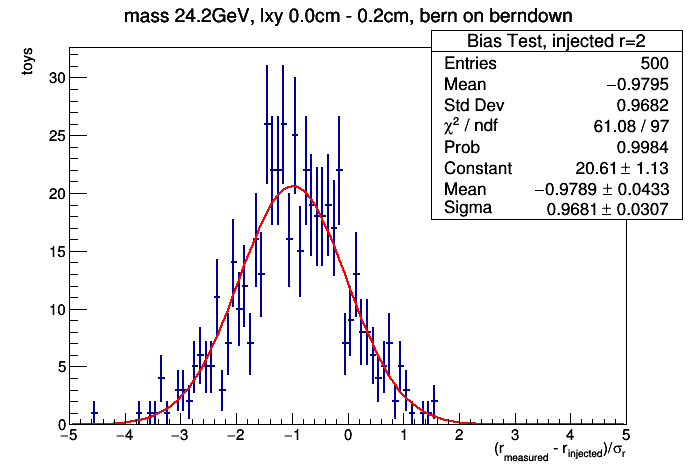 mass 24.2GeV, lxy 0.0cm - 0.2cm, bern on berndown
Bias Test, injected r=2
Entries 500
Mean −0.9795
Std Dev 0.9682
χ² / ndf 61.08 / 97
Prob 0.9984
Constant 20.61 ± 1.13
Mean −0.9789 ± 0.0433
Sigma 0.9681 ± 0.0307
toys
30
25
20
15
10
5
0
−5 −4 −3 −2 −1 0 1 2 3 4 5
(r_measured - r_injected)/σ_r